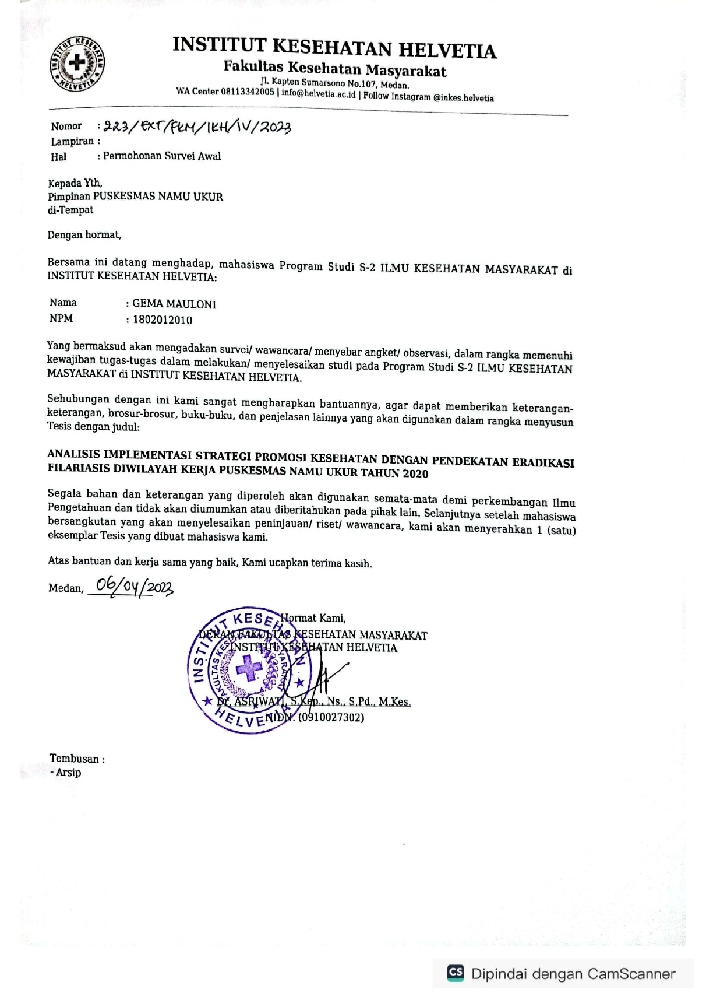 INSTITUT KESEHATAN HELVETIA
INSTITUT KESEHATAN HELVETIA
Fakultas Kesehatan Masyarakat
Jl. Kapten Sumarsono No.107, Medan.
WA Center 08113342005 | info@helvetia.ac.id | Follow Instagram @inkes.helvetia
Nomor : 223/EXT/FKM/IKH/IV/2023
Lampiran :
Hal : Permohonan Survei Awal
Kepada Yth,
Pimpinan PUSKESMAS NAMU UKUR
di-Tempat
Dengan hormat,
Bersama ini datang menghadap, mahasiswa Program Studi S-2 ILMU KESEHATAN MASYARAKAT di
INSTITUT KESEHATAN HELVETIA:
Nama : GEMA MAULONI
NPM : 1802012010
Yang bermaksud akan mengadakan survei/ wawancara/ menyebar angket/ observasi, dalam rangka memenuhi
kewajiban tugas-tugas dalam melakukan/ menyelesaikan studi pada Program Studi S-2 ILMU KESEHATAN
MASYARAKAT di INSTITUT KESEHATAN HELVETIA.
Sehubungan dengan ini kami sangat mengharapkan bantuannya, agar dapat memberikan keterangan-
keterangan, brosur-brosur, buku-buku, dan penjelasan lainnya yang akan digunakan dalam rangka menyusun
Tesis dengan judul:
ANALISIS IMPLEMENTASI STRATEGI PROMOSI KESEHATAN DENGAN PENDEKATAN ERADIKASI
FILARIASIS DIWILAYAH KERJA PUSKESMAS NAMU UKUR TAHUN 2020
Segala bahan dan keterangan yang diperoleh akan digunakan semata-mata demi perkembangan Ilmu
Pengetahuan dan tidak akan diumumkan atau diberitahukan pada pihak lain. Selanjutnya setelah mahasiswa
bersangkutan yang akan menyelesaikan peninjauan/ riset/ wawancara, kami akan menyerahkan 1 (satu)
eksemplar Tesis yang dibuat mahasiswa kami.
Atas bantuan dan kerja sama yang baik, Kami ucapkan terima kasih.
Medan, 06/04/2023
Hormat Kami,
DEKAN FAKULTAS KESEHATAN MASYARAKAT
INSTITUT KESEHATAN HELVETIA
INSTITUT KESEHATAN
FAKULTAS KESEHATAN MASYARAKAT
HELVETIA
Dr. ASRIWATI, S.Kep., Ns., S.Pd., M.Kes.
NIDN. (0910027302)
Tembusan :
- Arsip
CS Dipindai dengan CamScanner